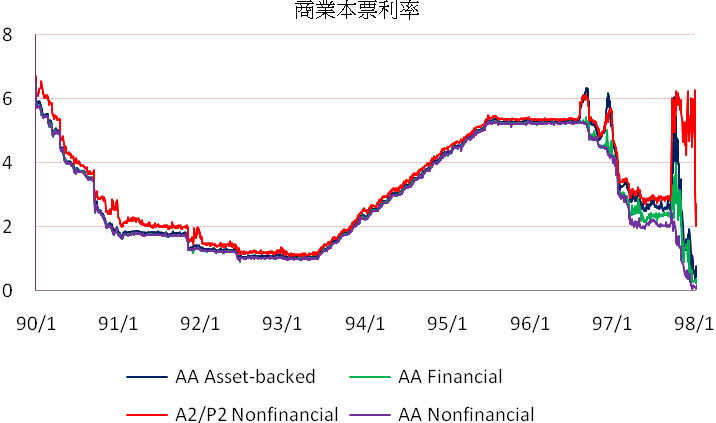 商業本票利率
8
6
4
2
0
90/1 91/1 92/1 93/1 94/1 95/1 96/1 97/1 98/1
AA Asset-backed AA Financial
A2/P2 Nonfinancial AA Nonfinancial